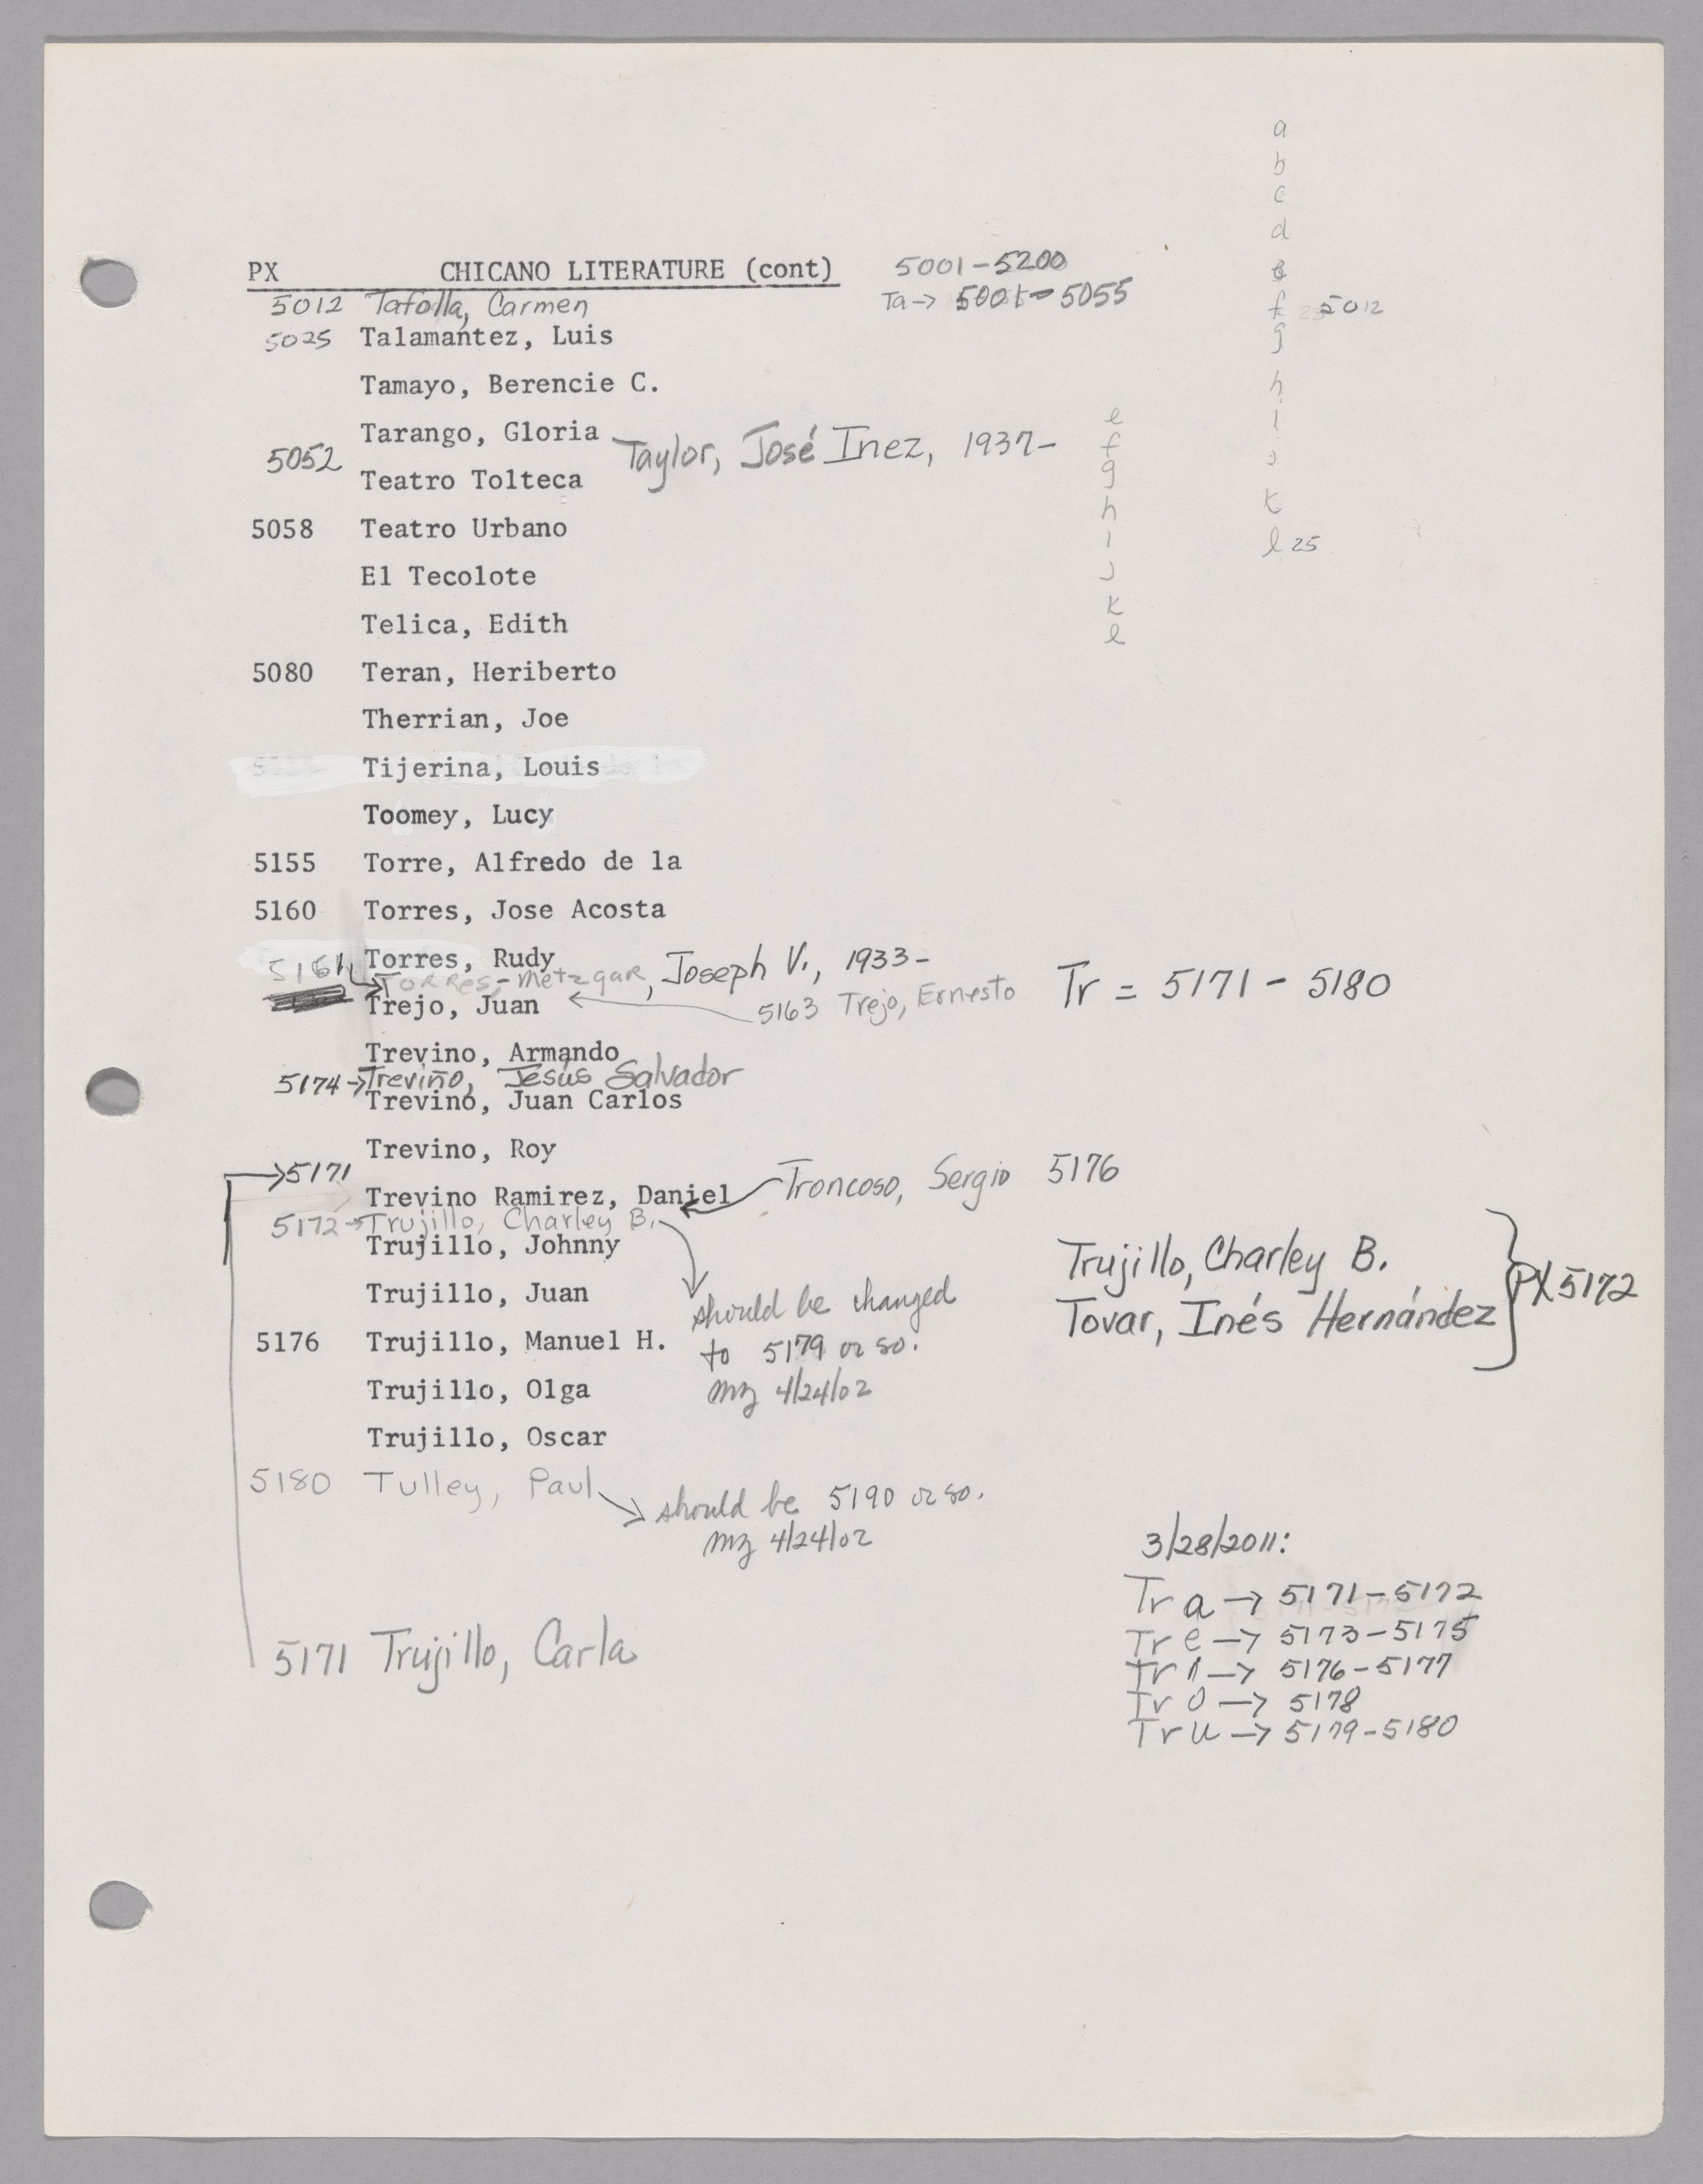 a
b
c
d
e
f 5012
g
h
i
j
k
l 25
PX CHICANO LITERATURE (cont) 5001-5200
5012 Tafolla, Carmen Ta→ 5001-5055
5025 Talamantez, Luis
Tamayo, Berencie C.
Tarango, Gloria
5052 Taylor, José Inez, 1937-
Teatro Tolteca
e
f
g
h
i
j
k
l
5058 Teatro Urbano
El Tecolote
Telica, Edith
5080 Teran, Heriberto
Therrian, Joe
Tijerina, Louis
Toomey, Lucy
5155 Torre, Alfredo de la
5160 Torres, Jose Acosta
Torres, Rudy
5161 Torres-Metzgar, Joseph V., 1933-
Trejo, Juan ← 5163 Trejo, Ernesto Tr = 5171-5180
Trevino, Armando
5174→Treviño, Jesús Salvador
Trevino, Juan Carlos
Trevino, Roy
→5171
Trevino Ramirez, Daniel Troncoso, Sergio 5176
5172→Trujillo, Charley B.
Trujillo, Johnny
Trujillo, Juan
should be changed
to 5179 or so.
mz 4/24/02
Trujillo, Charley B.
Tovar, Inés Hernández } PX5172
5176 Trujillo, Manuel H.
Trujillo, Olga
Trujillo, Oscar
5180 Tulley, Paul → should be 5190 or so.
mz 4/24/02
5171 Trujillo, Carla
3/28/2011:
Tra → 5171-5172
Tre → 5173-5175
Tri → 5176-5177
Tro → 5178
Tru → 5179-5180